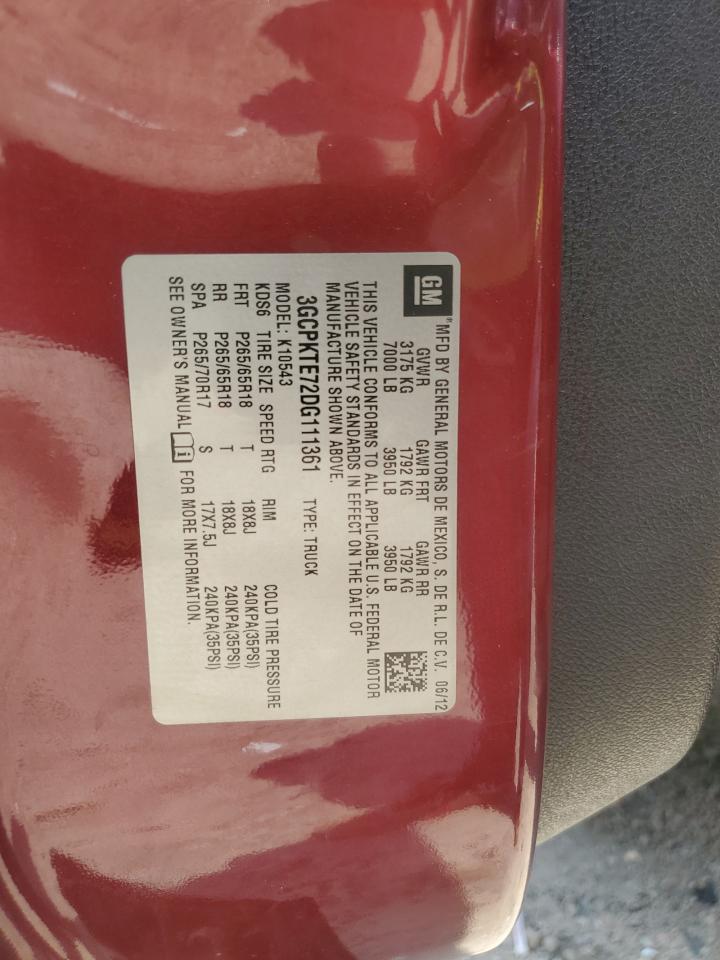 GM
®MFD BY GENERAL MOTORS DE MEXICO, S. DE R.L. DE C.V. 06/12
GVWR GAWR FRT GAWR RR
3175 KG 1792 KG 1792 KG
7000 LB 3950 LB 3950 LB
THIS VEHICLE CONFORMS TO ALL APPLICABLE U.S. FEDERAL MOTOR
VEHICLE SAFETY STANDARDS IN EFFECT ON THE DATE OF
MANUFACTURE SHOWN ABOVE.
3GCPKTE72DG111361 TYPE: TRUCK
MODEL: K10543
KDS6 TIRE SIZE SPEED RTG RIM COLD TIRE PRESSURE
FRT P265/65R18 T 18X8J 240KPA(35PSI)
RR P265/65R18 T 18X8J 240KPA(35PSI)
SPA P265/70R17 S 17X7.5J 240KPA(35PSI)
SEE OWNER'S MANUAL i FOR MORE INFORMATION.